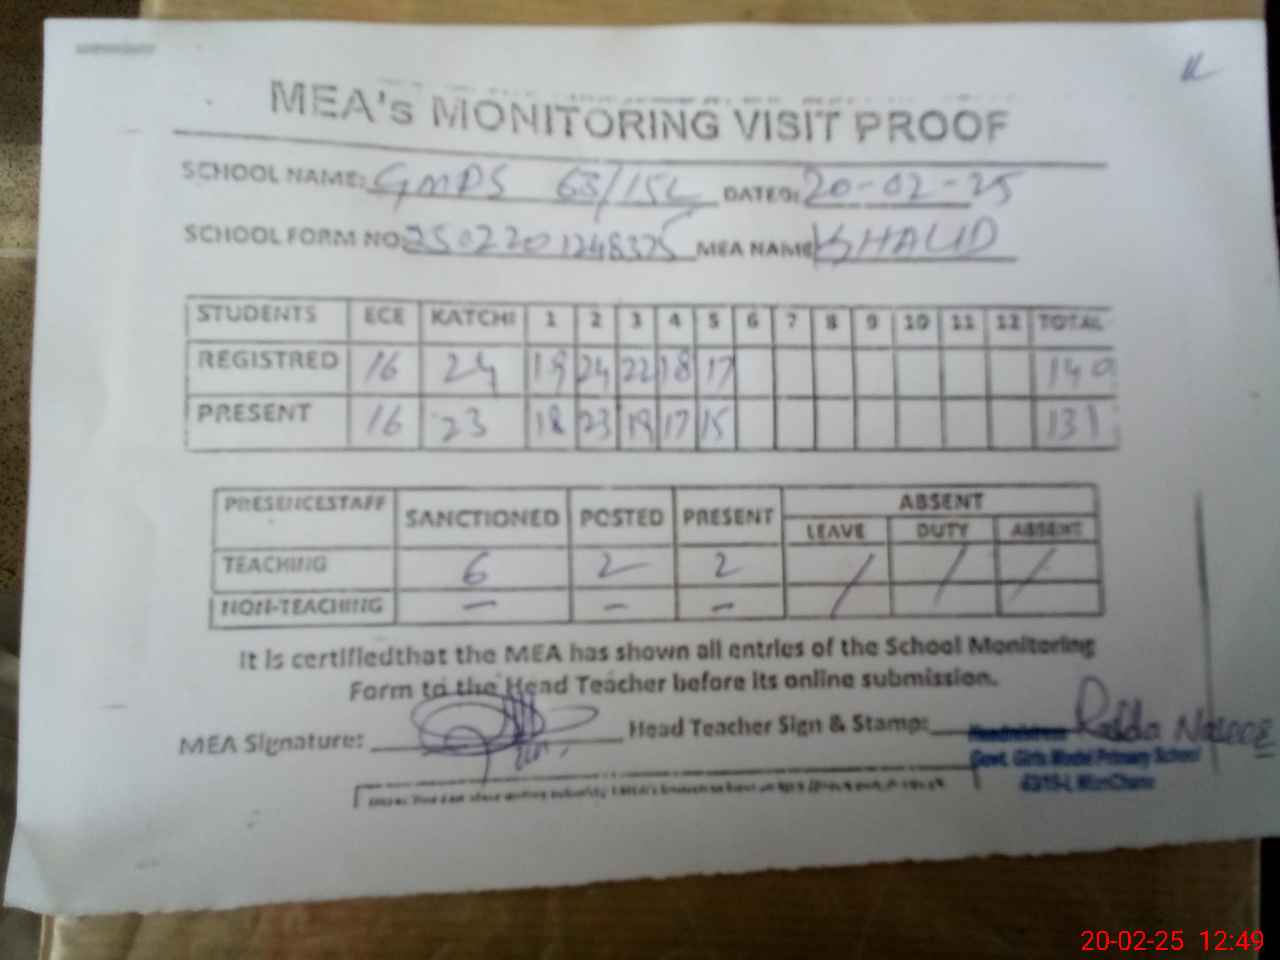 MEA's MONITORING VISIT PROOF
SCHOOL NAME: GMPS 63/15L DATED: 20-02-25
SCHOOL FORM NO 2502201248325 MEA NAME KHALID
STUDENTS ECE KATCHI 1 2 3 4 5 6 7 8 9 10 11 12 TOTAL
REGISTRED 16 24 19 24 22 18 17 140
PRESENT 16 23 18 23 19 17 15 131
PRESENCESTAFF SANCTIONED POSTED PRESENT ABSENT
LEAVE DUTY ABSENT
TEACHING 6 2 2 / / /
NON-TEACHING - - -
It is certifiedthat the MEA has shown all entries of the School Monitoring
Form to the Head Teacher before its online submission.
MEA Signature: Head Teacher Sign & Stamp:
Headmistress
Govt. Girls Model Primary School
63/15-L MianChannu
20-02-25 12:49